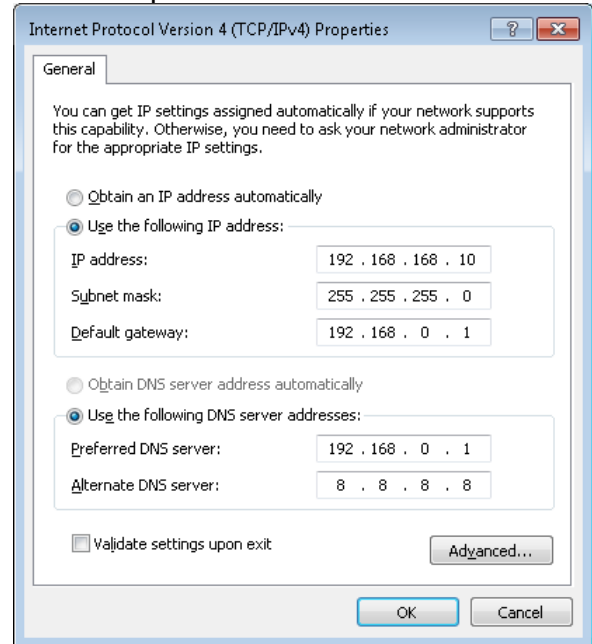 Internet Protocol Version 4 (TCP/IPv4) Properties
General
You can get IP settings assigned automatically if your network supports
this capability. Otherwise, you need to ask your network administrator
for the appropriate IP settings.
Obtain an IP address automatically
Use the following IP address:
IP address: 192 . 168 . 168 . 10
Subnet mask: 255 . 255 . 255 . 0
Default gateway: 192 . 168 . 0 . 1
Obtain DNS server address automatically
Use the following DNS server addresses:
Preferred DNS server: 192 . 168 . 0 . 1
Alternate DNS server: 8 . 8 . 8 . 8
Validate settings upon exit
Advanced...
OK Cancel